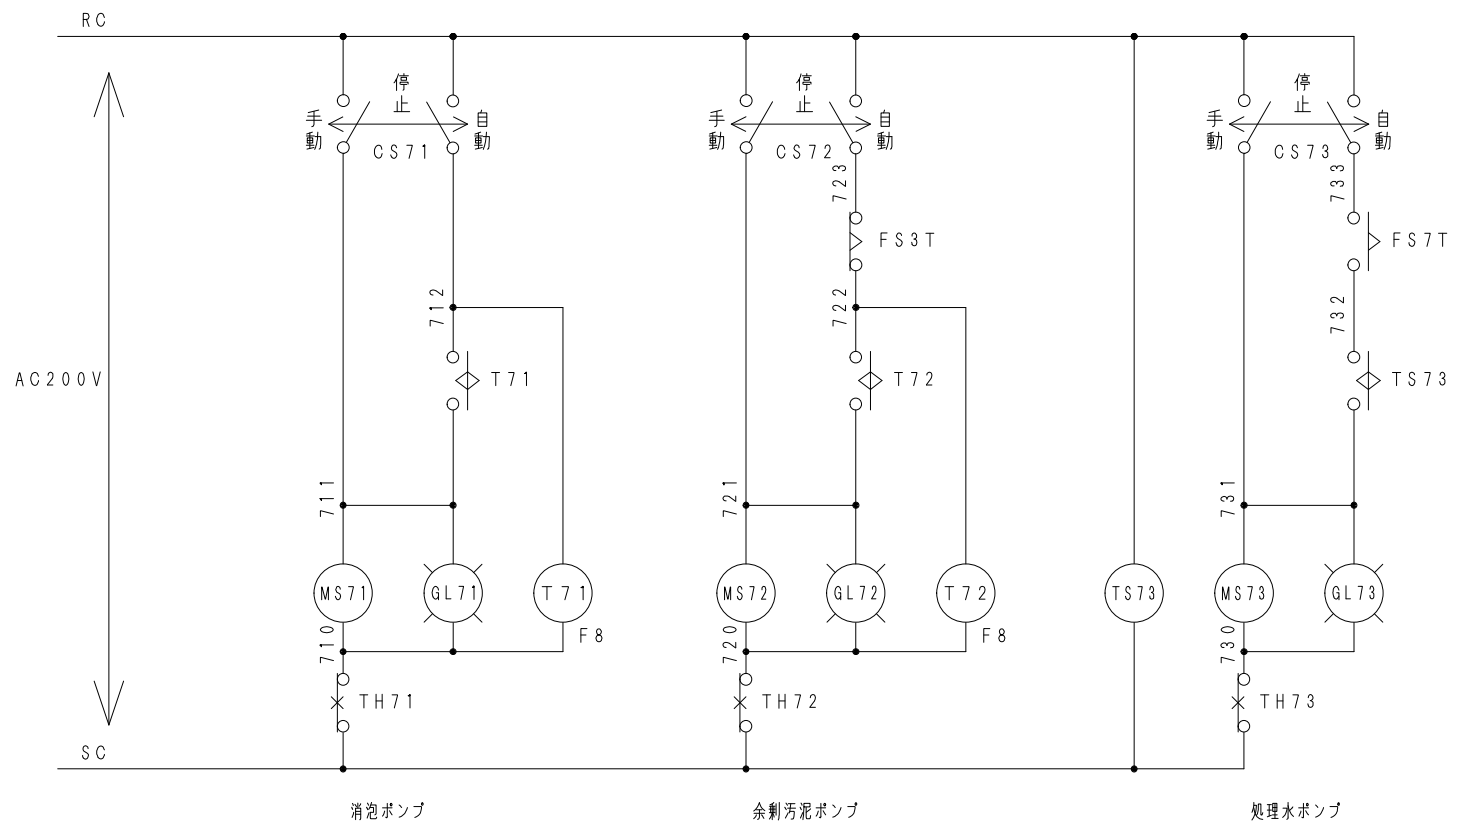 RC
停止
手動
自動
CS71
停止
手動
自動
CS72
停止
手動
自動
CS73
723
733
FS3T
FS7T
712
722
732
AC200V
T71
T72
TS73
711
721
731
MS71
GL71
T71
MS72
GL72
T72
TS73
MS73
GL73
F8
F8
710
720
730
TH71
TH72
TH73
SC
消泡ポンプ
余剰汚泥ポンプ
処理水ポンプ